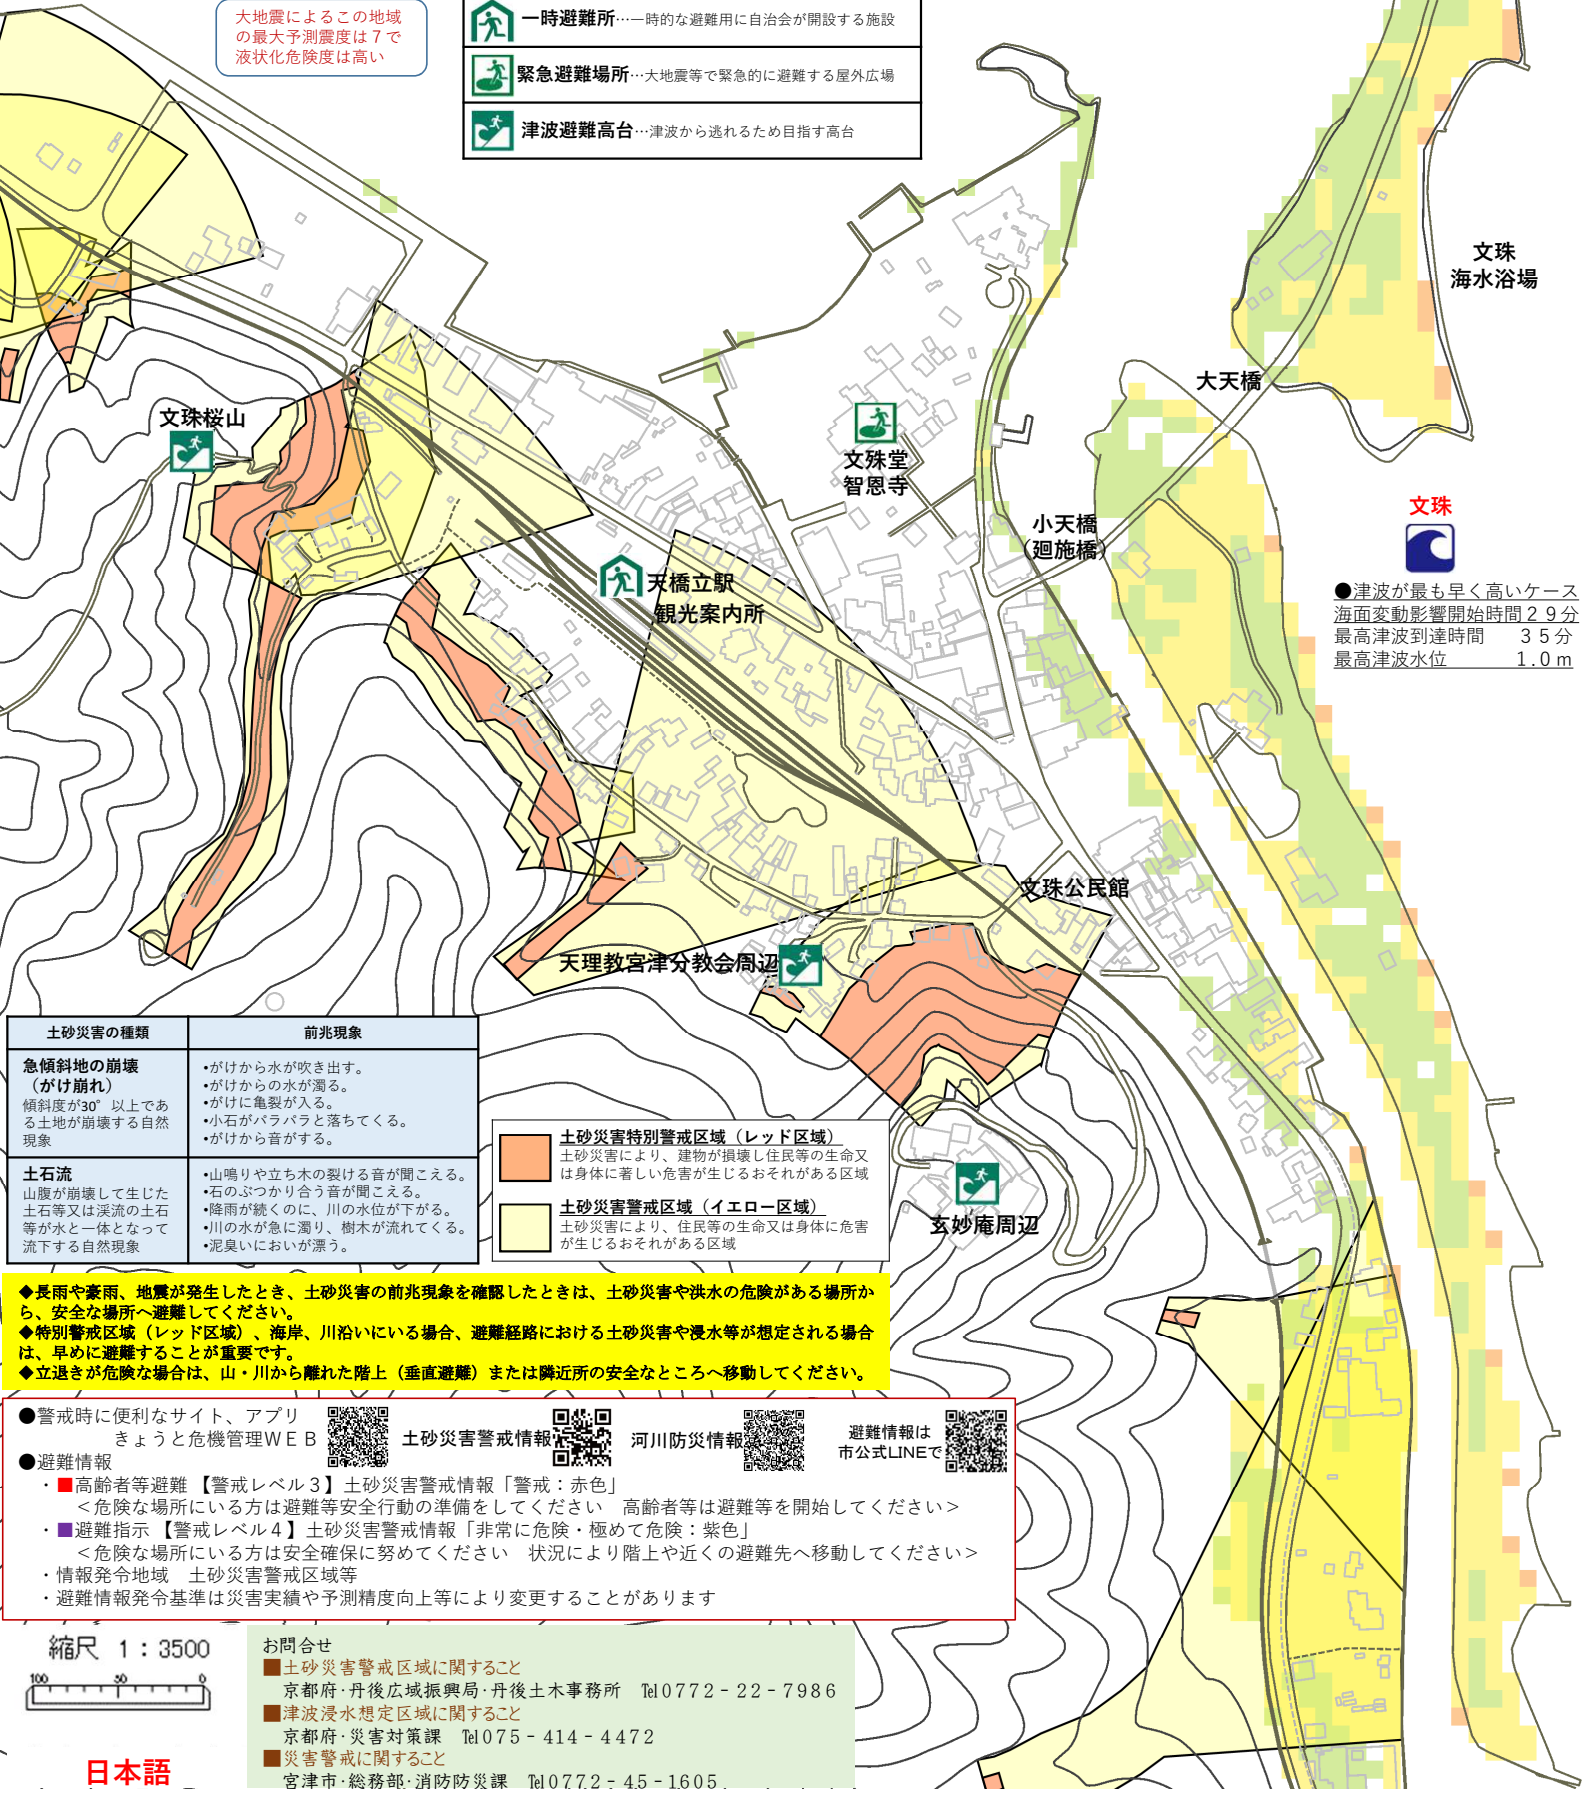 大地震によるこの地域
の最大予測震度は７で
液状化危険度は高い
一時避難所…一時的な避難用に自治会が開設する施設
緊急避難場所…大地震等で緊急的に避難する屋外広場
津波避難高台…津波から逃れるため目指す高台
文珠
海水浴場
大天橋
文珠桜山
文殊堂
智恩寺
小天橋
（廻施橋）
文珠
●津波が最も早く高いケース
海面変動影響開始時間２９分
最高津波到達時間　３５分
最高津波水位　1.0ｍ
天橋立駅
観光案内所
文珠公民館
天理教宮津分教会周辺
玄妙庵周辺
土砂災害の種類　前兆現象
急傾斜地の崩壊
（がけ崩れ）
傾斜度が30°以上であ
る土地が崩壊する自然
現象
•がけから水が吹き出す。
•がけからの水が濁る。
•がけに亀裂が入る。
•小石がパラパラと落ちてくる。
•がけから音がする。
土石流
山腹が崩壊して生じた
土石等又は渓流の土石
等が水と一体となって
流下する自然現象
•山鳴りや立ち木の裂ける音が聞こえる。
•石のぶつかり合う音が聞こえる。
•降雨が続くのに、川の水位が下がる。
•川の水が急に濁り、樹木が流れてくる。
•泥臭いにおいが漂う。
土砂災害特別警戒区域（レッド区域）
土砂災害により、建物が損壊し住民等の生命又
は身体に著しい危害が生じるおそれがある区域
土砂災害警戒区域（イエロー区域）
土砂災害により、住民等の生命又は身体に危害
が生じるおそれがある区域
◆長雨や豪雨、地震が発生したとき、土砂災害の前兆現象を確認したときは、土砂災害や洪水の危険がある場所か
ら、安全な場所へ避難してください。
◆特別警戒区域（レッド区域）、海岸、川沿いにいる場合、避難経路における土砂災害や浸水等が想定される場合
は、早めに避難することが重要です。
◆立退きが危険な場合は、山・川から離れた階上（垂直避難）または隣近所の安全なところへ移動してください。
●警戒時に便利なサイト、アプリ
きょうと危機管理ＷＥＢ
土砂災害警戒情報
河川防災情報
避難情報は
市公式LINEで
●避難情報
・■高齢者等避難 【警戒レベル３】土砂災害警戒情報「警戒：赤色」
＜危険な場所にいる方は避難等安全行動の準備をしてください　高齢者等は避難等を開始してください＞
・■避難指示 【警戒レベル４】土砂災害警戒情報「非常に危険・極めて危険：紫色」
＜危険な場所にいる方は安全確保に努めてください　状況により階上や近くの避難先へ移動してください＞
・情報発令地域　土砂災害警戒区域等
・避難情報発令基準は災害実績や予測精度向上等により変更することがあります
縮尺 1：3500
100 50 0
日本語
お問合せ
■土砂災害警戒区域に関すること
京都府·丹後広域振興局·丹後土木事務所　Tel 0772‐22‐7986
■津波浸水想定区域に関すること
京都府·災害対策課　Tel 075‐414‐4472
■災害警戒に関すること
宮津市·総務部·消防防災課　Tel 0772‐45‐1605